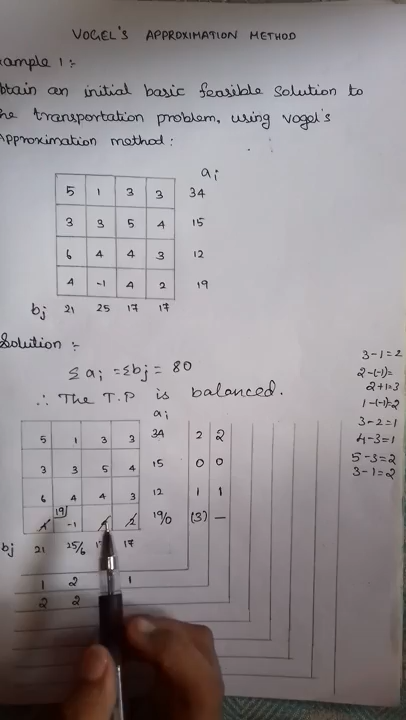 VOGEL'S APPROXIMATION METHOD
ample 1:-
btain an initial basic feasible solution to
he transportation problem, using Vogel's
Approximation method:
ai
5 1 3 3 34
3 3 5 4 15
6 4 4 3 12
4 -1 4 2 19
bj 21 25 17 17
Solution :-
Σai = Σbj = 80
∴ The T.P is balanced.
3-1=2
2-(-1)=
2+1=3
1-(-1)=2
3-2=1
4-3=1
5-3=2
3-1=2
ai
5 1 3 3 34 2 2
3 3 5 4 15 0 0
6 4 4 3 12 1 1
4 19 -1 4 2 19/0 (3) —
bj 21 25/6 17
1 2 1
2 2